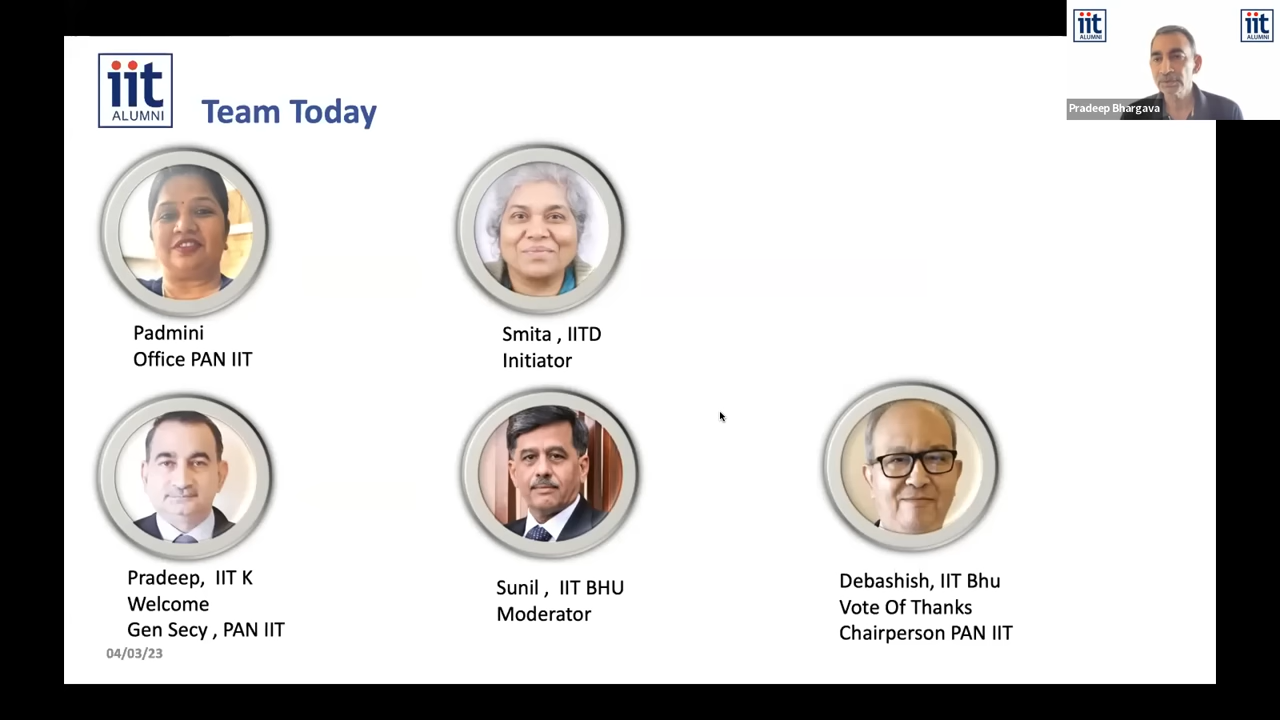 iit
ALUMNI
Team Today
Padmini
Office PAN IIT
Smita , IITD
Initiator
Pradeep, IIT K
Welcome
Gen Secy , PAN IIT
Sunil , IIT BHU
Moderator
Debashish, IIT Bhu
Vote Of Thanks
Chairperson PAN IIT
04/03/23
iit
ALUMNI
iit
ALUMNI
Pradeep Bhargava